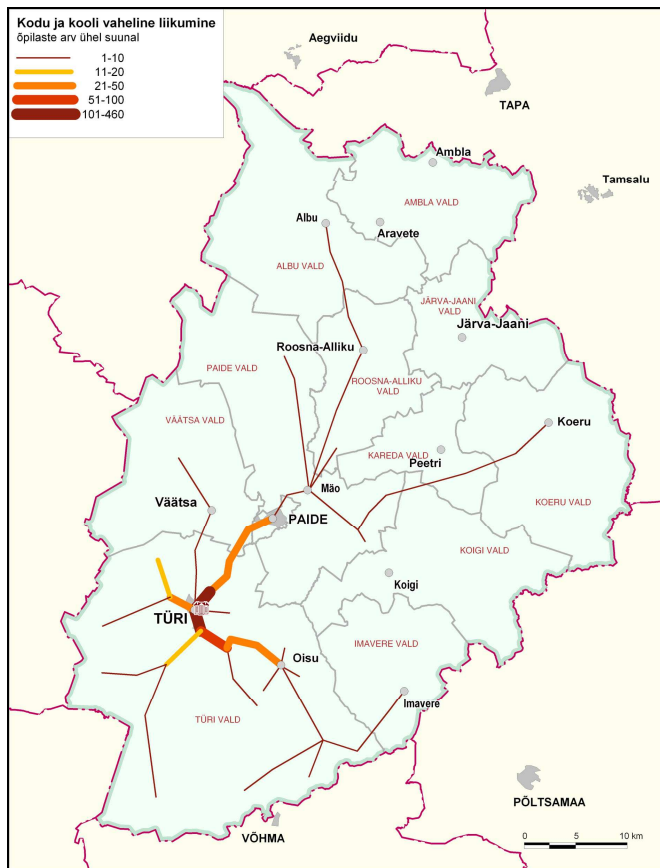 Kodu ja kooli vaheline liikumine
õpilaste arv ühel suunal
1-10
11-20
21-50
51-100
101-460
Aegviidu
TAPA
Ambla
Tamsalu
AMBLA VALD
Albu
Aravete
ALBU VALD
JÄRVA-JAANI
VALD
Järva-Jaani
Roosna-Alliku
PAIDE VALD
ROOSNA-ALLIKU
VALD
VÄÄTSA VALD
Koeru
KAREDA VALD
Peetri
Mäo
Väätsa
KOERU VALD
PAIDE
KOIGI VALD
Koigi
TÜRI
IMAVERE VALD
Oisu
Imavere
TÜRI VALD
PÕLTSAMAA
VÕHMA
0 5 10 km